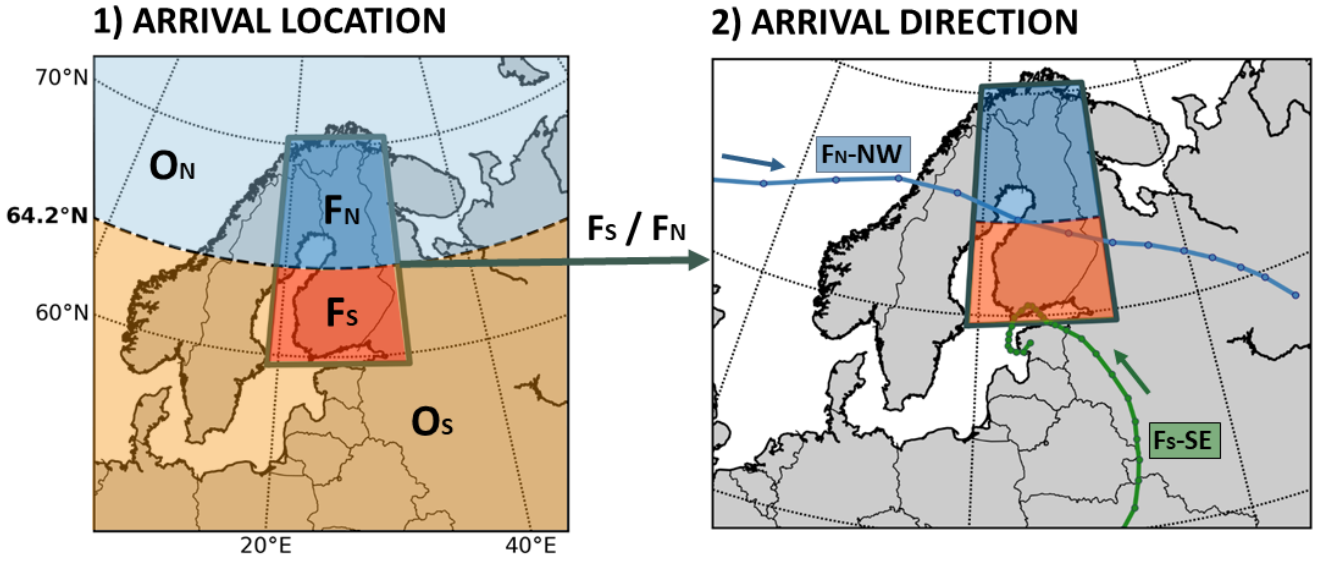 1) ARRIVAL LOCATION
2) ARRIVAL DIRECTION
70°N
64.2°N
60°N
20°E
40°E
ON
FN
FS
OS
FS / FN
FN-NW
FS-SE